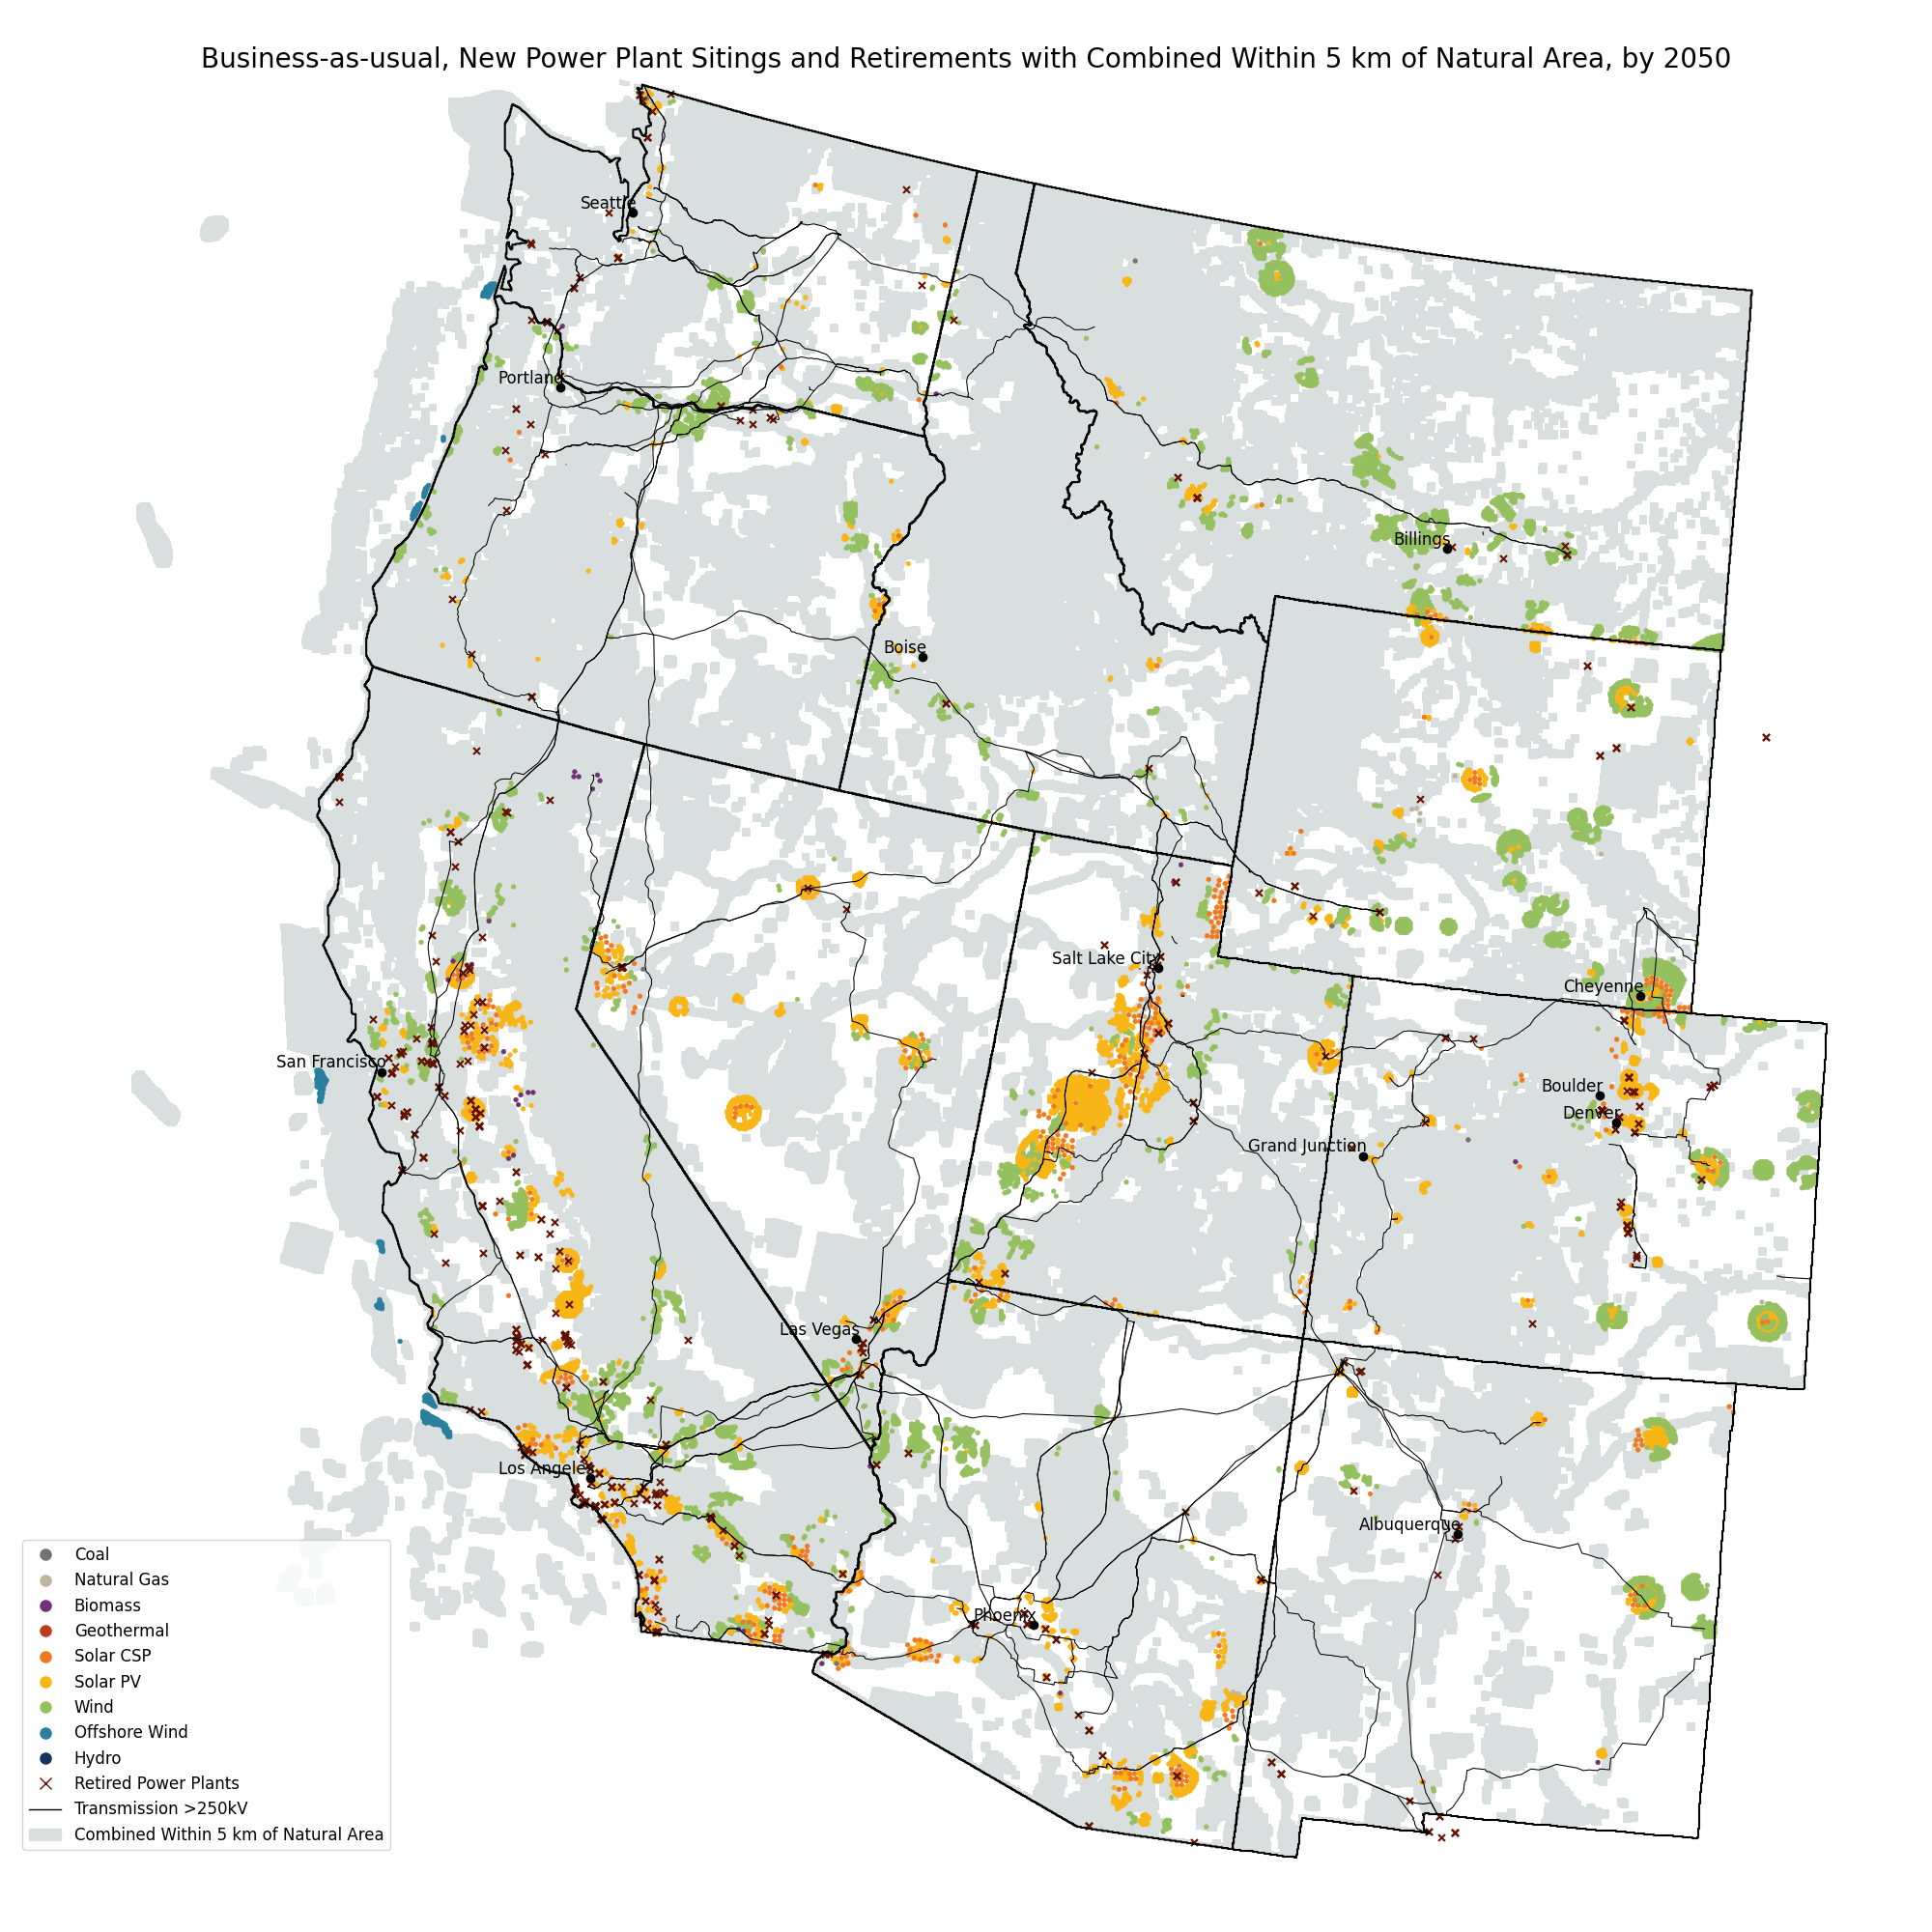 Business-as-usual, New Power Plant Sitings and Retirements with Combined Within 5 km of Natural Area, by 2050
Seattle
Portland
Billings
Boise
Salt Lake City
Cheyenne
San Francisco
Boulder
Denver
Grand Junction
Las Vegas
Los Angeles
Albuquerque
Phoenix
Coal
Natural Gas
Biomass
Geothermal
Solar CSP
Solar PV
Wind
Offshore Wind
Hydro
Retired Power Plants
Transmission >250kV
Combined Within 5 km of Natural Area